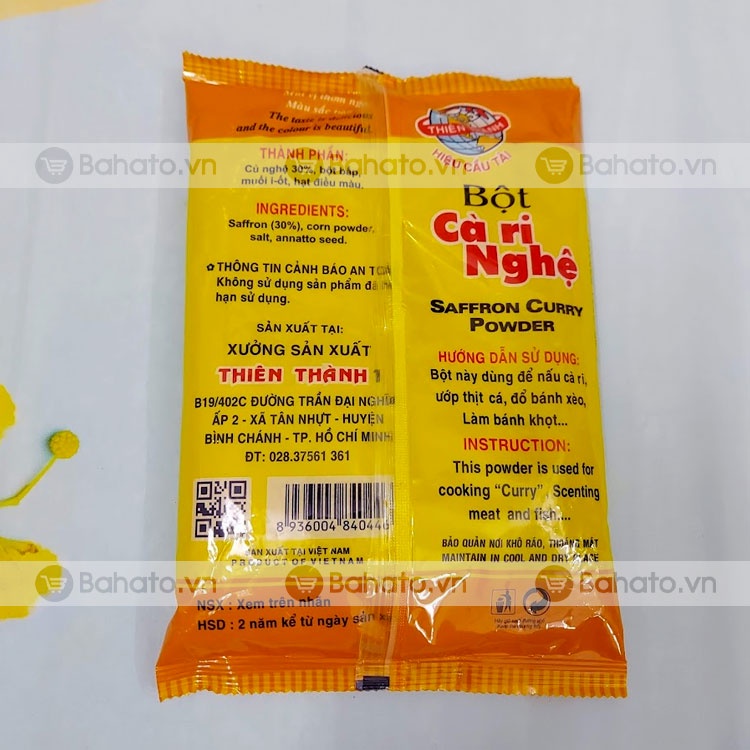 The taste is delicious
and the colour is beautiful.
THÀNH PHẦN:
Củ nghệ 30%, bột bắp,
muối i-ốt, hạt điều màu.
INGREDIENTS:
Saffron (30%), corn powder,
salt, annatto seed.
✿ THÔNG TIN CẢNH BÁO AN TOÀ
Không sử dụng sản phẩm đã
hạn sử dụng.
SẢN XUẤT TẠI:
XƯỞNG SẢN XUẤT
THIÊN THÀNH 1
B19/402C ĐƯỜNG TRẦN ĐẠI NGHĨ
ẤP 2 - XÃ TÂN NHỰT - HUYỆN
BÌNH CHÁNH - TP. HỒ CHÍ MINH
ĐT: 028.37561 361
8 936004 840440
SẢN XUẤT TẠI VIỆT NAM
PRODUCT OF VIETNAM
NSX : Xem trên nhãn
HSD : 2 năm kể từ ngày sản x
THIÊN
HIỆU CẦU TAI
Bột
Cà ri
Nghệ
SAFFRON CURRY
POWDER
HƯỚNG DẪN SỬ DỤNG:
Bột này dùng để nấu cà ri,
ướp thịt cá, đổ bánh xèo,
Làm bánh khọt...
INSTRUCTION:
This powder is used for
cooking "Curry", Scenting
meat and fish....
BẢO QUẢN NƠI KHÔ RÁO, THOÁNG MÁT
MAINTAIN IN COOL AND DRY PLACE
Bahato.vn
Bahato.vn
Bahato.vn
Bahato.vn
Bahato.vn
Bahato.vn